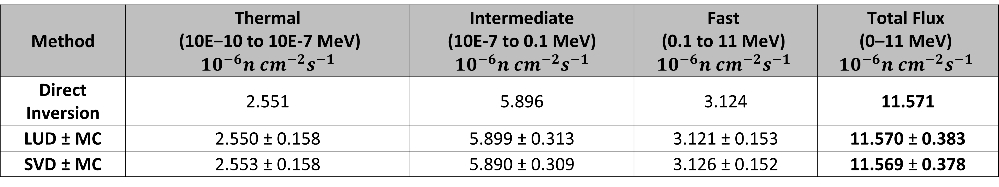 Method
Thermal
(10E–10 to 10E-7 MeV)
10⁻⁶n cm⁻²s⁻¹
Intermediate
(10E-7 to 0.1 MeV)
10⁻⁶n cm⁻²s⁻¹
Fast
(0.1 to 11 MeV)
10⁻⁶n cm⁻²s⁻¹
Total Flux
(0–11 MeV)
10⁻⁶n cm⁻²s⁻¹
Direct
Inversion
2.551
5.896
3.124
11.571
LUD ± MC
2.550 ± 0.158
5.899 ± 0.313
3.121 ± 0.153
11.570 ± 0.383
SVD ± MC
2.553 ± 0.158
5.890 ± 0.309
3.126 ± 0.152
11.569 ± 0.378